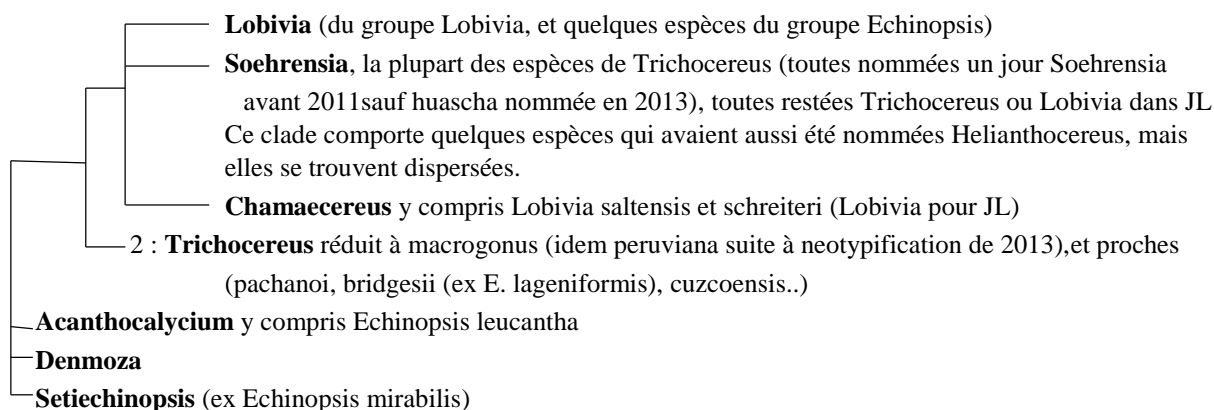 Lobivia (du groupe Lobivia, et quelques espèces du groupe Echinopsis)
Soehrensia, la plupart des espèces de Trichocereus (toutes nommées un jour Soehrensia
avant 2011sauf huascha nommée en 2013), toutes restées Trichocereus ou Lobivia dans JL
Ce clade comporte quelques espèces qui avaient aussi été nommées Helianthocereus, mais
elles se trouvent dispersées.
Chamaecereus y compris Lobivia saltensis et schreiteri (Lobivia pour JL)
2 : Trichocereus réduit à macrogonus (idem peruviana suite à neotypification de 2013),et proches
(pachanoi, bridgesii (ex E. lageniformis), cuzcoensis..)
Acanthocalycium y compris Echinopsis leucantha
Denmoza
Setiechinopsis (ex Echinopsis mirabilis)